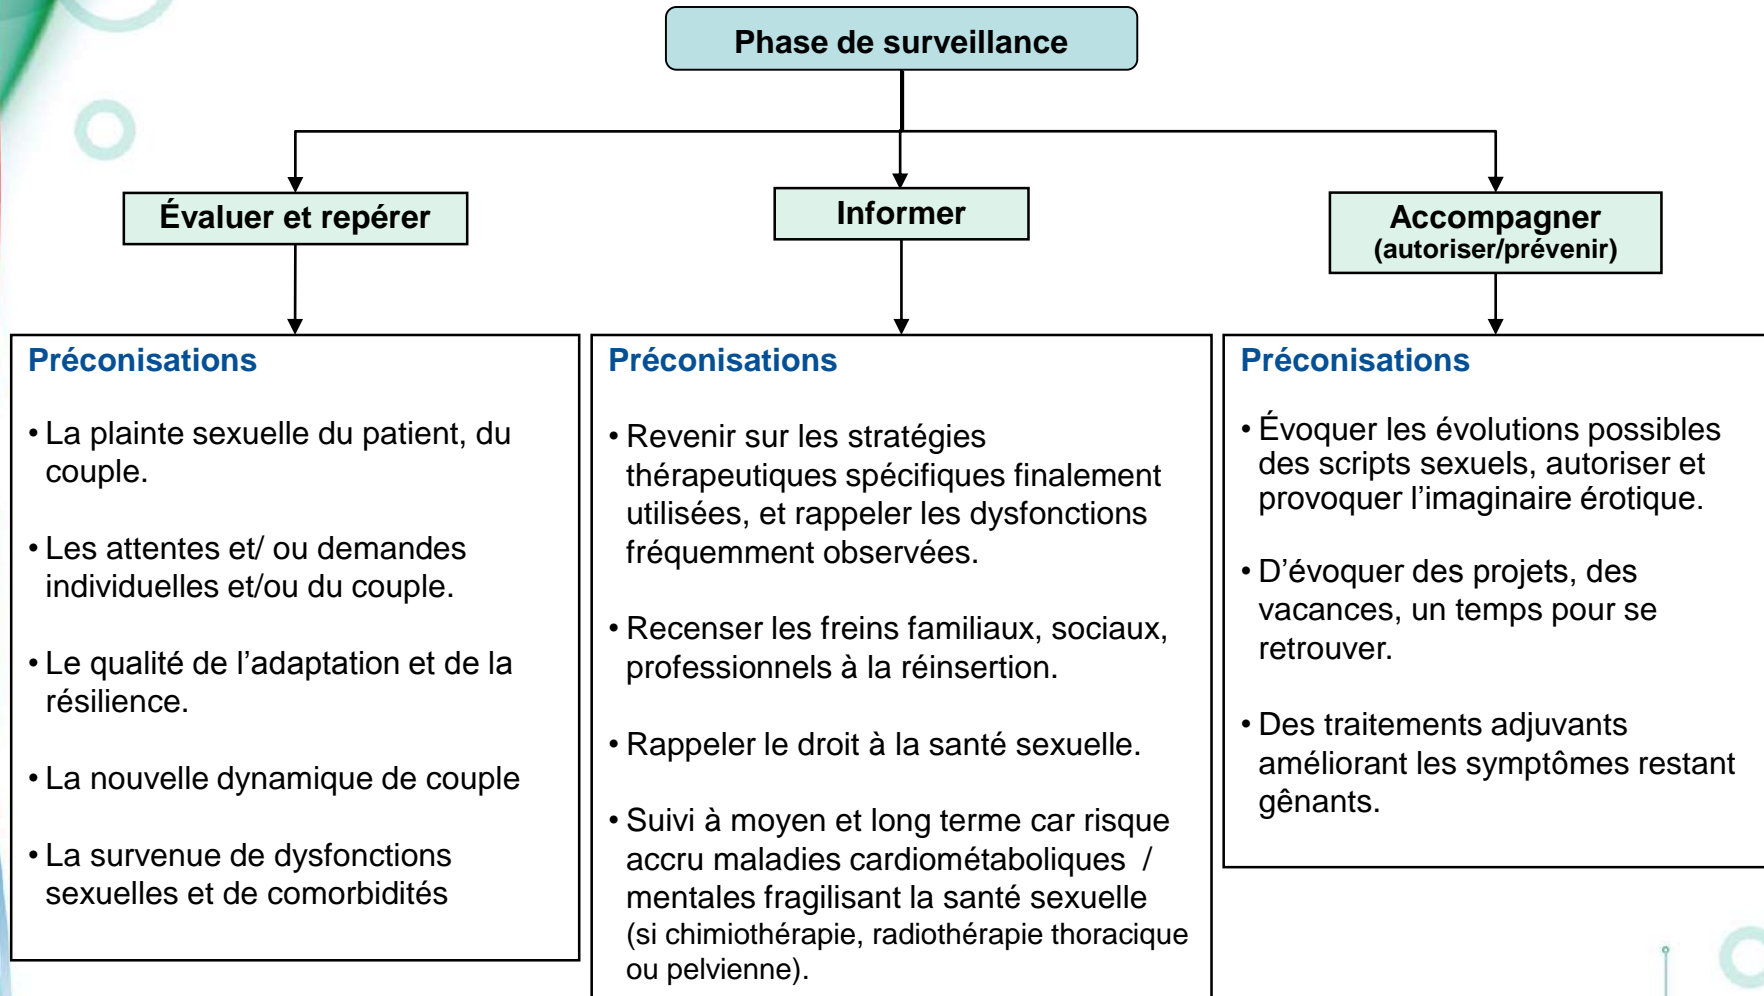 Phase de surveillance
Évaluer et repérer
Informer
Accompagner
(autoriser/prévenir)
Préconisations
• La plainte sexuelle du patient, du
couple.
• Les attentes et/ ou demandes
individuelles et/ou du couple.
• Le qualité de l’adaptation et de la
résilience.
• La nouvelle dynamique de couple
• La survenue de dysfonctions
sexuelles et de comorbidités
Préconisations
• Revenir sur les stratégies
thérapeutiques spécifiques finalement
utilisées, et rappeler les dysfonctions
fréquemment observées.
• Recenser les freins familiaux, sociaux,
professionnels à la réinsertion.
• Rappeler le droit à la santé sexuelle.
• Suivi à moyen et long terme car risque
accru maladies cardiométaboliques /
mentales fragilisant la santé sexuelle
(si chimiothérapie, radiothérapie thoracique
ou pelvienne).
Préconisations
• Évoquer les évolutions possibles
des scripts sexuels, autoriser et
provoquer l’imaginaire érotique.
• D’évoquer des projets, des
vacances, un temps pour se
retrouver.
• Des traitements adjuvants
améliorant les symptômes restant
gênants.